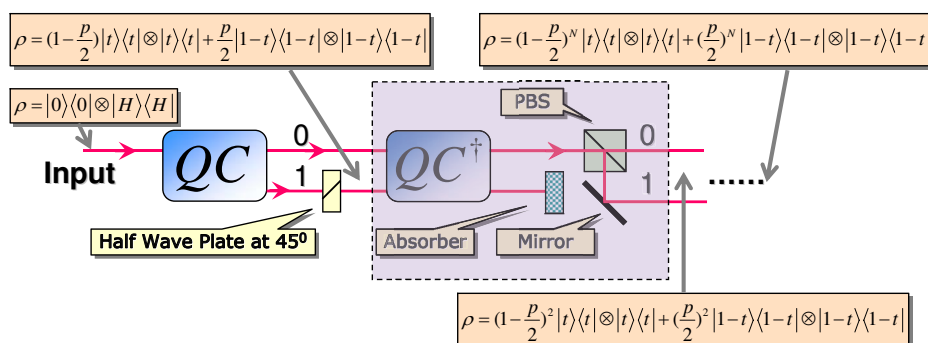 ρ = (1 − p/2)|t⟩⟨t| ⊗ |t⟩⟨t| + p/2 |1−t⟩⟨1−t| ⊗ |1−t⟩⟨1−t|
ρ = (1 − p/2)^N |t⟩⟨t| ⊗ |t⟩⟨t| + (p/2)^N |1−t⟩⟨1−t| ⊗ |1−t⟩⟨1−t
ρ = |0⟩⟨0| ⊗ |H⟩⟨H|
PBS
0
0
Input
QC
QC†
1
1
......
Half Wave Plate at 45⁰
Absorber
Mirror
ρ = (1 − p/2)² |t⟩⟨t| ⊗ |t⟩⟨t| + (p/2)² |1−t⟩⟨1−t| ⊗ |1−t⟩⟨1−t|